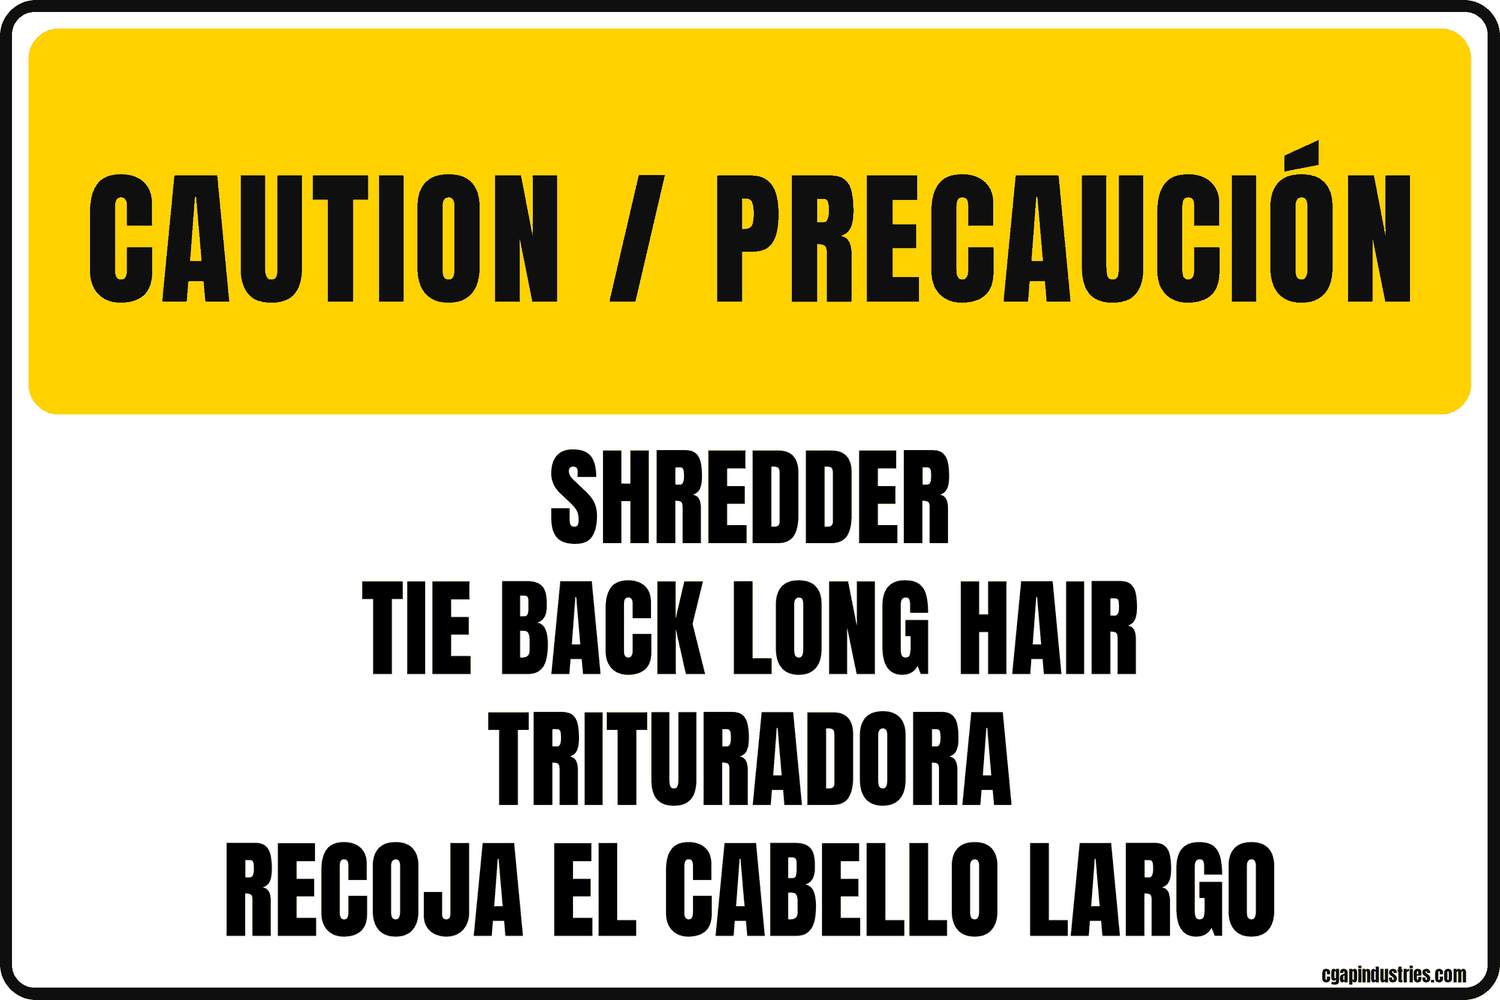 CAUTION / PRECAUCIÓN
SHREDDER
TIE BACK LONG HAIR
TRITURADORA
RECOJA EL CABELLO LARGO
cgapindustries.com